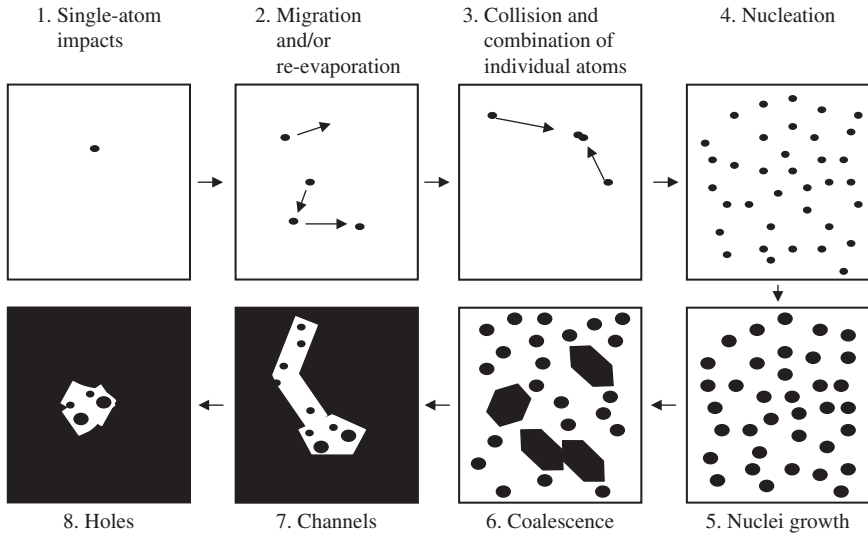 1. Single-atom
impacts
2. Migration
and/or
re-evaporation
3. Collision and
combination of
individual atoms
4. Nucleation
8. Holes
7. Channels
6. Coalescence
5. Nuclei growth